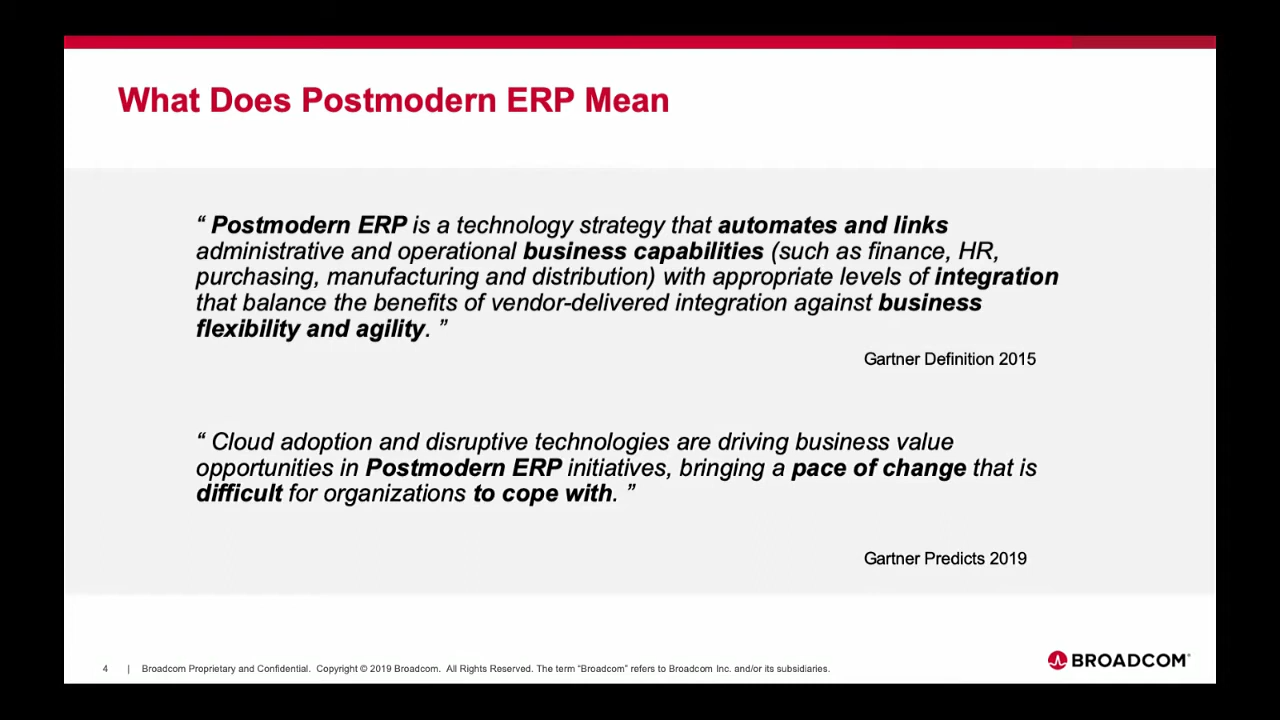 What Does Postmodern ERP Mean
“ Postmodern ERP is a technology strategy that automates and links
administrative and operational business capabilities (such as finance, HR,
purchasing, manufacturing and distribution) with appropriate levels of integration
that balance the benefits of vendor-delivered integration against business
flexibility and agility. ”
Gartner Definition 2015
“ Cloud adoption and disruptive technologies are driving business value
opportunities in Postmodern ERP initiatives, bringing a pace of change that is
difficult for organizations to cope with. ”
Gartner Predicts 2019
4 | Broadcom Proprietary and Confidential. Copyright © 2019 Broadcom. All Rights Reserved. The term “Broadcom” refers to Broadcom Inc. and/or its subsidiaries.
BROADCOM®